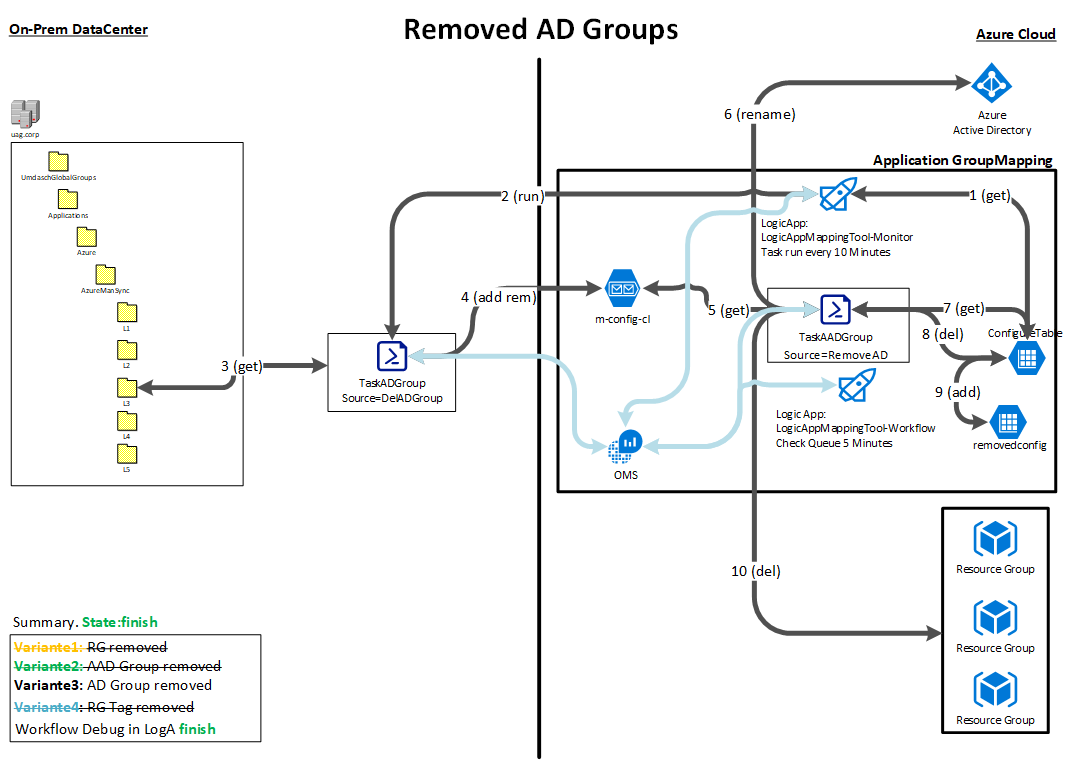 On-Prem DataCenter
Removed AD Groups
Azure Cloud
uag.corp
UmdaschGlobalGroups
Applications
Azure
AzureManSync
L1
L2
L3
L4
L5
3 (get)
TaskADGroup
Source=DelADGroup
2 (run)
4 (add rem)
6 (rename)
Azure
Active Directory
Application GroupMapping
1 (get)
LogicApp:
LogicAppMappingTool-Monitor
Task run every 10 Minutes
m-config-cl
5 (get)
TaskAADGroup
Source=RemoveAD
7 (get)
8 (del)
ConfigureTable
9 (add)
removedconfig
Logic App:
LogicAppMappingTool-Workflow
Check Queue 5 Minutes
OMS
10 (del)
Resource Group
Resource Group
Resource Group
Summary. State:finish
Variante1: RG removed
Variante2: AAD Group removed
Variante3: AD Group removed
Variante4: RG Tag removed
Workflow Debug in LogA finish